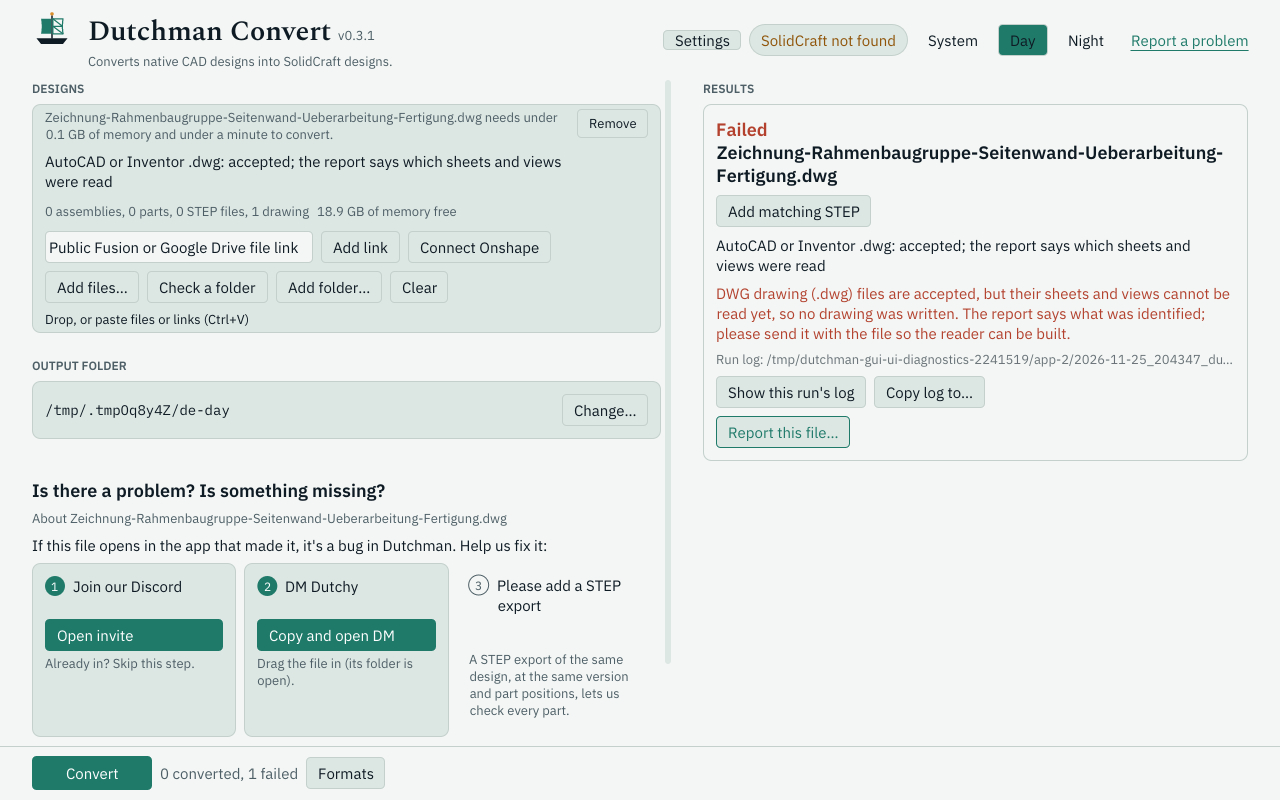 Dutchman Convert v0.3.1
Converts native CAD designs into SolidCraft designs.
Settings
SolidCraft not found
System
Day
Night
Report a problem
DESIGNS
Zeichnung-Rahmenbaugruppe-Seitenwand-Ueberarbeitung-Fertigung.dwg needs under
0.1 GB of memory and under a minute to convert.
Remove
AutoCAD or Inventor .dwg: accepted; the report says which sheets and views
were read
0 assemblies, 0 parts, 0 STEP files, 1 drawing 18.9 GB of memory free
Public Fusion or Google Drive file link
Add link
Connect Onshape
Add files...
Check a folder
Add folder...
Clear
Drop, or paste files or links (Ctrl+V)
OUTPUT FOLDER
/tmp/.tmpOq8y4Z/de-day
Change...
Is there a problem? Is something missing?
About Zeichnung-Rahmenbaugruppe-Seitenwand-Ueberarbeitung-Fertigung.dwg
If this file opens in the app that made it, it's a bug in Dutchman. Help us fix it:
1 Join our Discord
Open invite
Already in? Skip this step.
2 DM Dutchy
Copy and open DM
Drag the file in (its folder is
open).
3 Please add a STEP
export
A STEP export of the same
design, at the same version
and part positions, lets us
check every part.
RESULTS
Failed
Zeichnung-Rahmenbaugruppe-Seitenwand-Ueberarbeitung-
Fertigung.dwg
Add matching STEP
AutoCAD or Inventor .dwg: accepted; the report says which sheets and
views were read
DWG drawing (.dwg) files are accepted, but their sheets and views cannot be
read yet, so no drawing was written. The report says what was identified;
please send it with the file so the reader can be built.
Run log: /tmp/dutchman-gui-ui-diagnostics-2241519/app-2/2026-11-25_204347_du...
Show this run's log
Copy log to...
Report this file...
Convert
0 converted, 1 failed
Formats